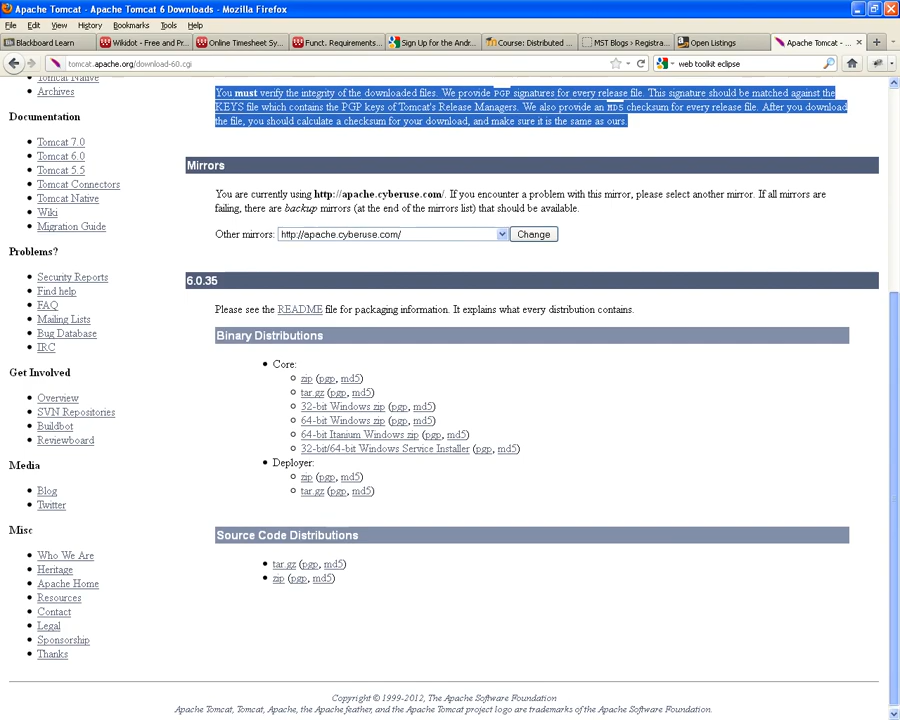 Apache Tomcat - Apache Tomcat 6 Downloads - Mozilla Firefox
File Edit View History Bookmarks Tools Help
Blackboard Learn
Wikidot - Free and Pr...
Online Timesheet Sy...
Funct. Requirements...
Sign Up for the Andr...
Course: Distributed ...
MST Blogs › Registra...
Open Listings
Apache Tomcat - ...
tomcat.apache.org/download-60.cgi
web toolkit eclipse
Tomcat Native
Archives
Documentation
Tomcat 7.0
Tomcat 6.0
Tomcat 5.5
Tomcat Connectors
Tomcat Native
Wiki
Migration Guide
Problems?
Security Reports
Find help
FAQ
Mailing Lists
Bug Database
IRC
Get Involved
Overview
SVN Repositories
Buildbot
Reviewboard
Media
Blog
Twitter
Misc
Who We Are
Heritage
Apache Home
Resources
Contact
Legal
Sponsorship
Thanks
You must verify the integrity of the downloaded files. We provide PGP signatures for every release file. This signature should be matched against the
KEYS file which contains the PGP keys of Tomcat's Release Managers. We also provide an MD5 checksum for every release file. After you download
the file, you should calculate a checksum for your download, and make sure it is the same as ours.
Mirrors
You are currently using http://apache.cyberuse.com/. If you encounter a problem with this mirror, please select another mirror. If all mirrors are
failing, there are backup mirrors (at the end of the mirrors list) that should be available.
Other mirrors: http://apache.cyberuse.com/ Change
6.0.35
Please see the README file for packaging information. It explains what every distribution contains.
Binary Distributions
Core:
zip (pgp, md5)
tar.gz (pgp, md5)
32-bit Windows zip (pgp, md5)
64-bit Windows zip (pgp, md5)
64-bit Itanium Windows zip (pgp, md5)
32-bit/64-bit Windows Service Installer (pgp, md5)
Deployer:
zip (pgp, md5)
tar.gz (pgp, md5)
Source Code Distributions
tar.gz (pgp, md5)
zip (pgp, md5)
Copyright © 1999-2012, The Apache Software Foundation
Apache Tomcat, Tomcat, Apache, the Apache feather, and the Apache Tomcat project logo are trademarks of the Apache Software Foundation.